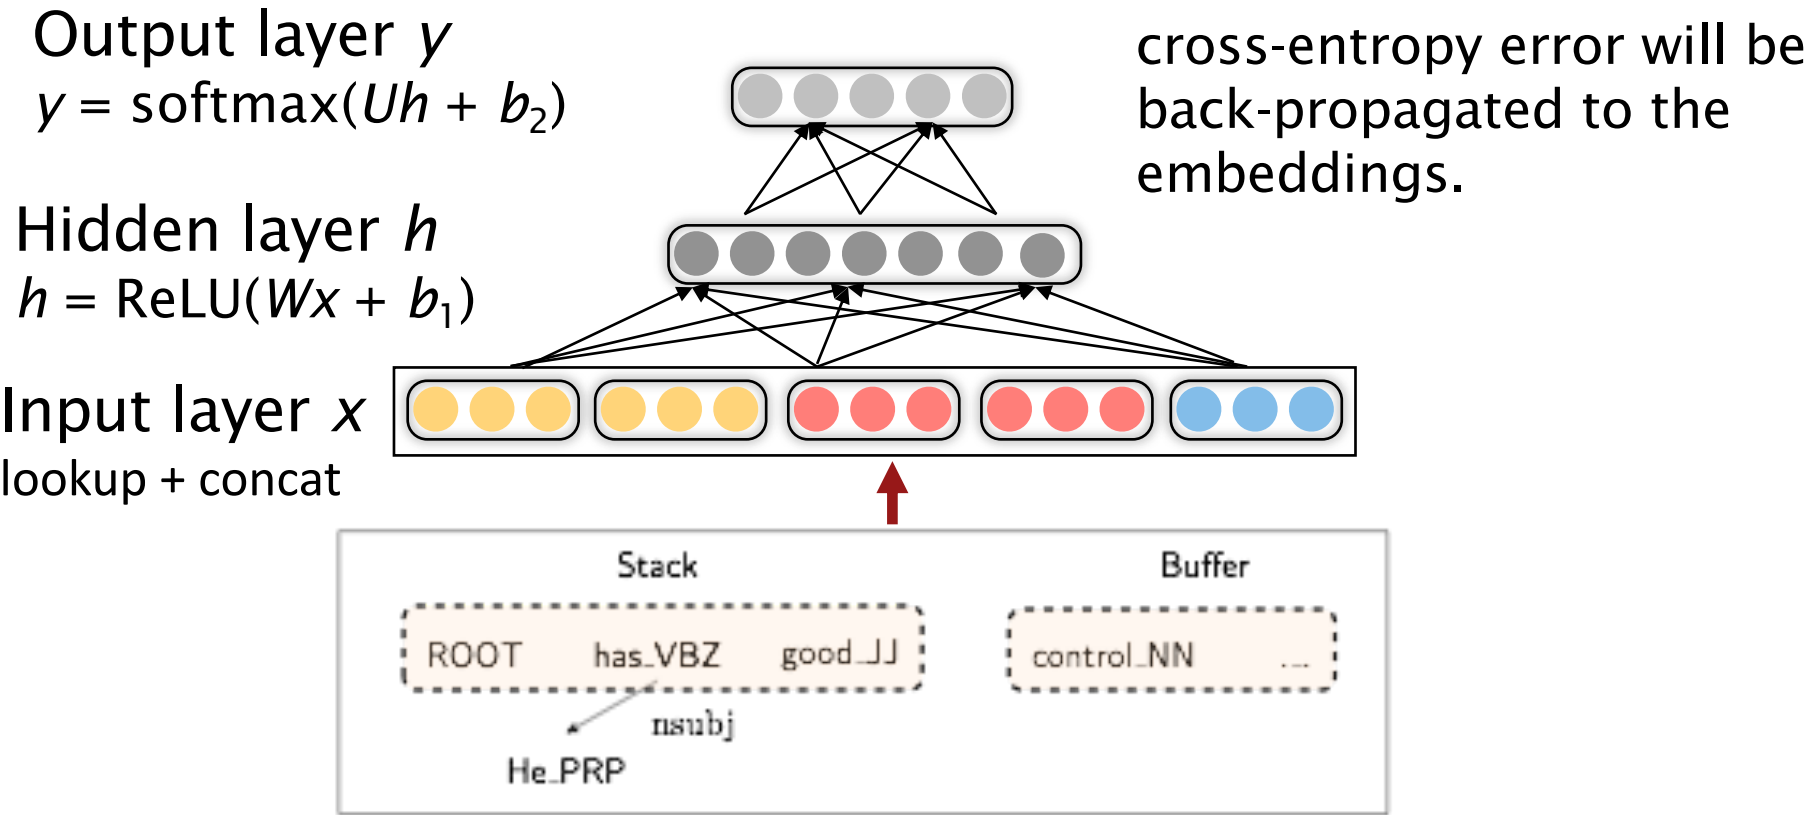 Output layer y
y = softmax(Uh + b₂)
cross-entropy error will be
back-propagated to the
embeddings.
Hidden layer h
h = ReLU(Wx + b₁)
Input layer x
lookup + concat
Stack
Buffer
ROOT has_VBZ good_JJ
control_NN ...
nsubj
He_PRP